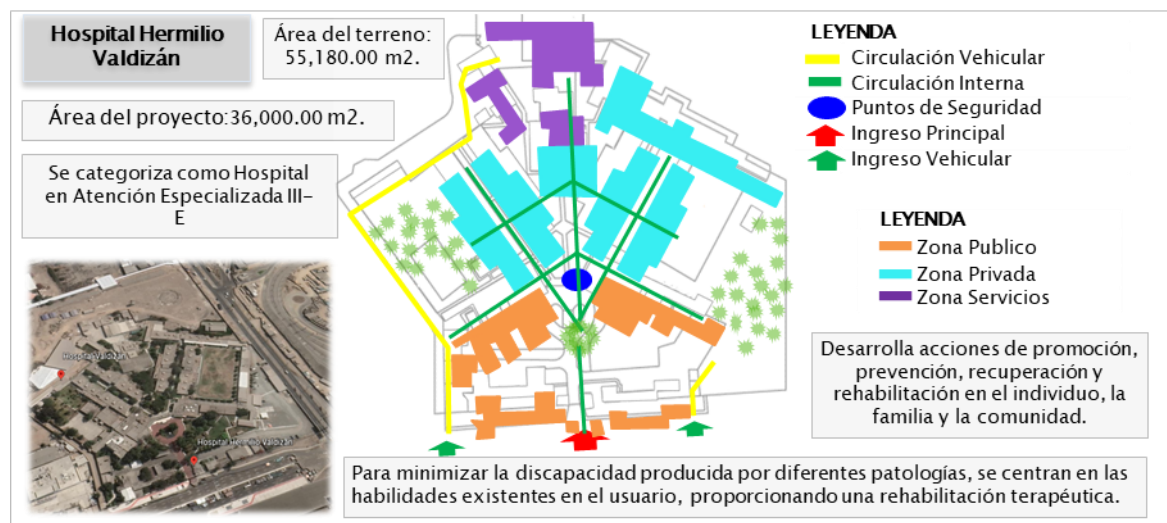 Hospital Hermilio
Valdizán
Área del terreno:
55,180.00 m2.
Área del proyecto:36,000.00 m2.
Se categoriza como Hospital
en Atención Especializada III-
E
LEYENDA
Circulación Vehicular
Circulación Interna
Puntos de Seguridad
Ingreso Principal
Ingreso Vehicular
LEYENDA
Zona Publico
Zona Privada
Zona Servicios
Hospital Valdizán
Hospital Hermilio Valdizán
Desarrolla acciones de promoción,
prevención, recuperación y
rehabilitación en el individuo, la
familia y la comunidad.
Para minimizar la discapacidad producida por diferentes patologías, se centran en las
habilidades existentes en el usuario, proporcionando una rehabilitación terapéutica.